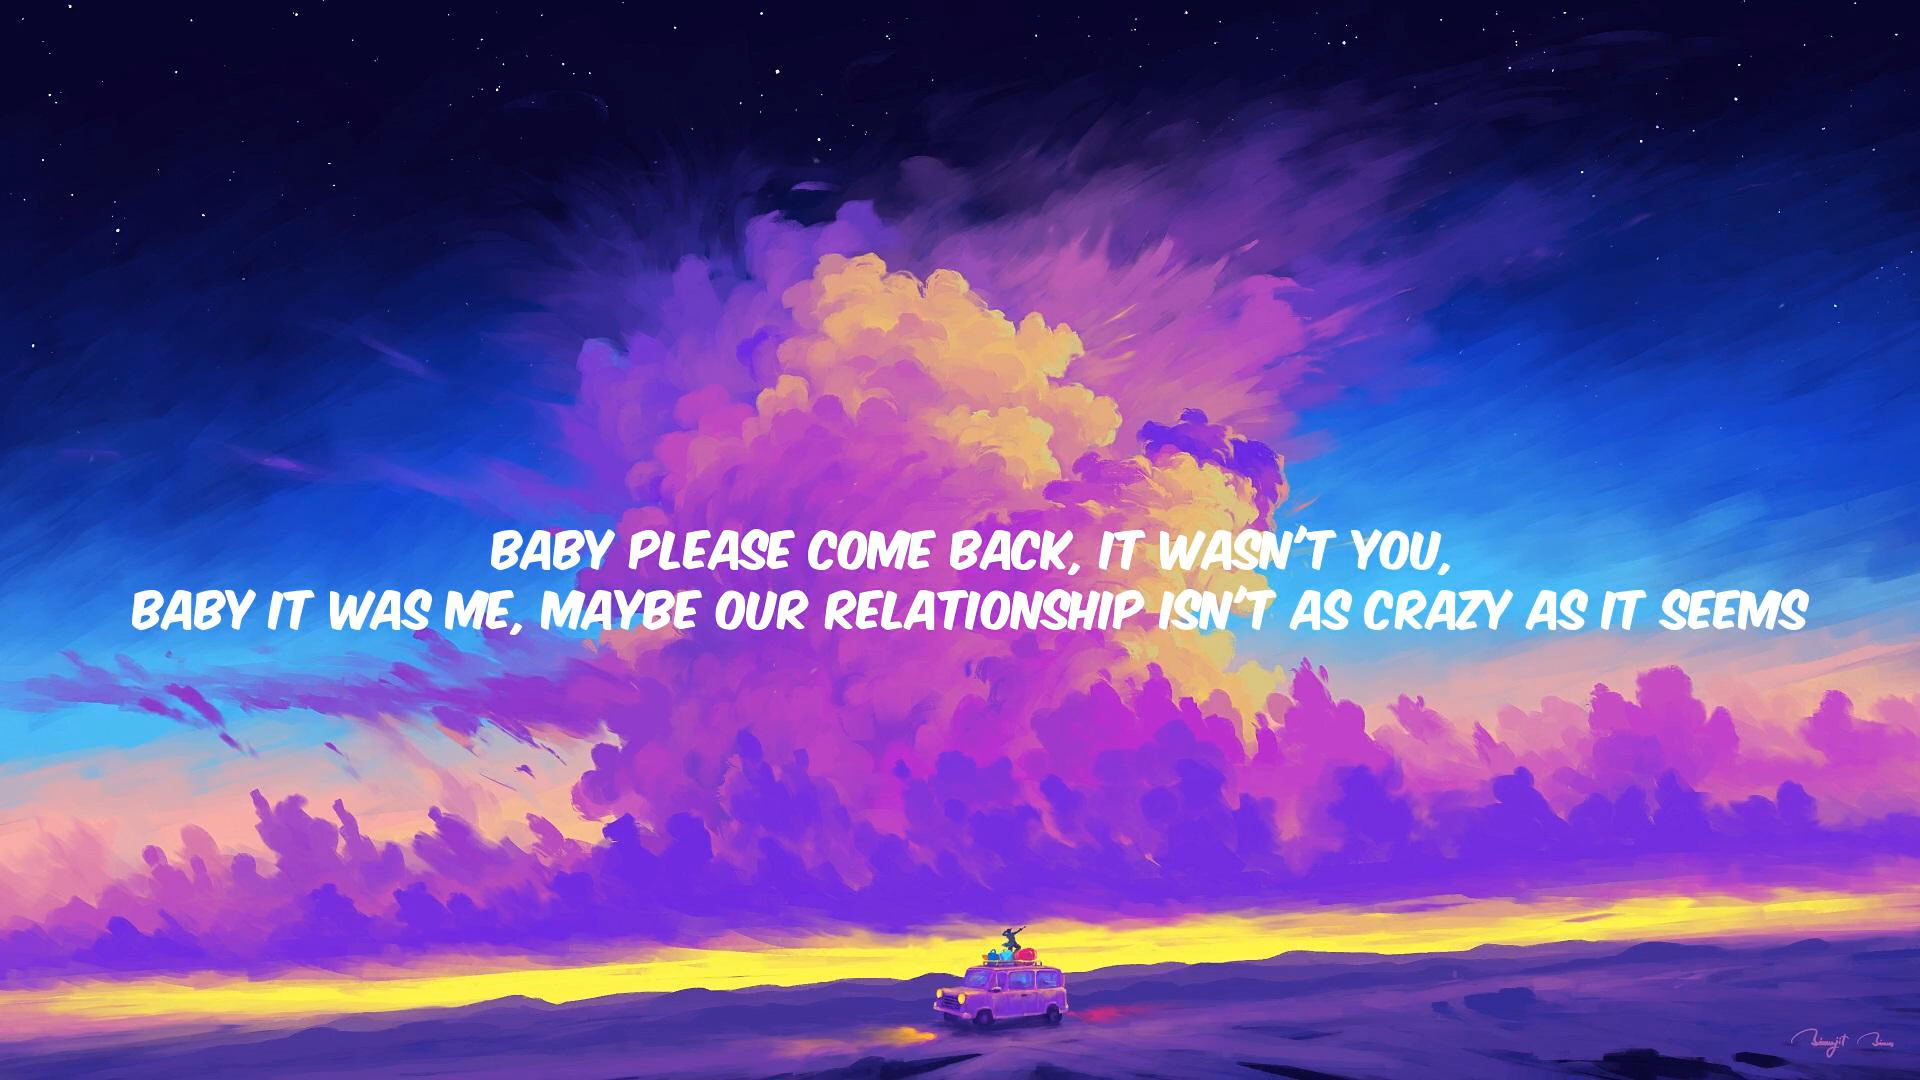 BABY PLEASE COME BACK, IT WASN'T YOU,
BABY IT WAS ME, MAYBE OUR RELATIONSHIP ISN'T AS CRAZY AS IT SEEMS